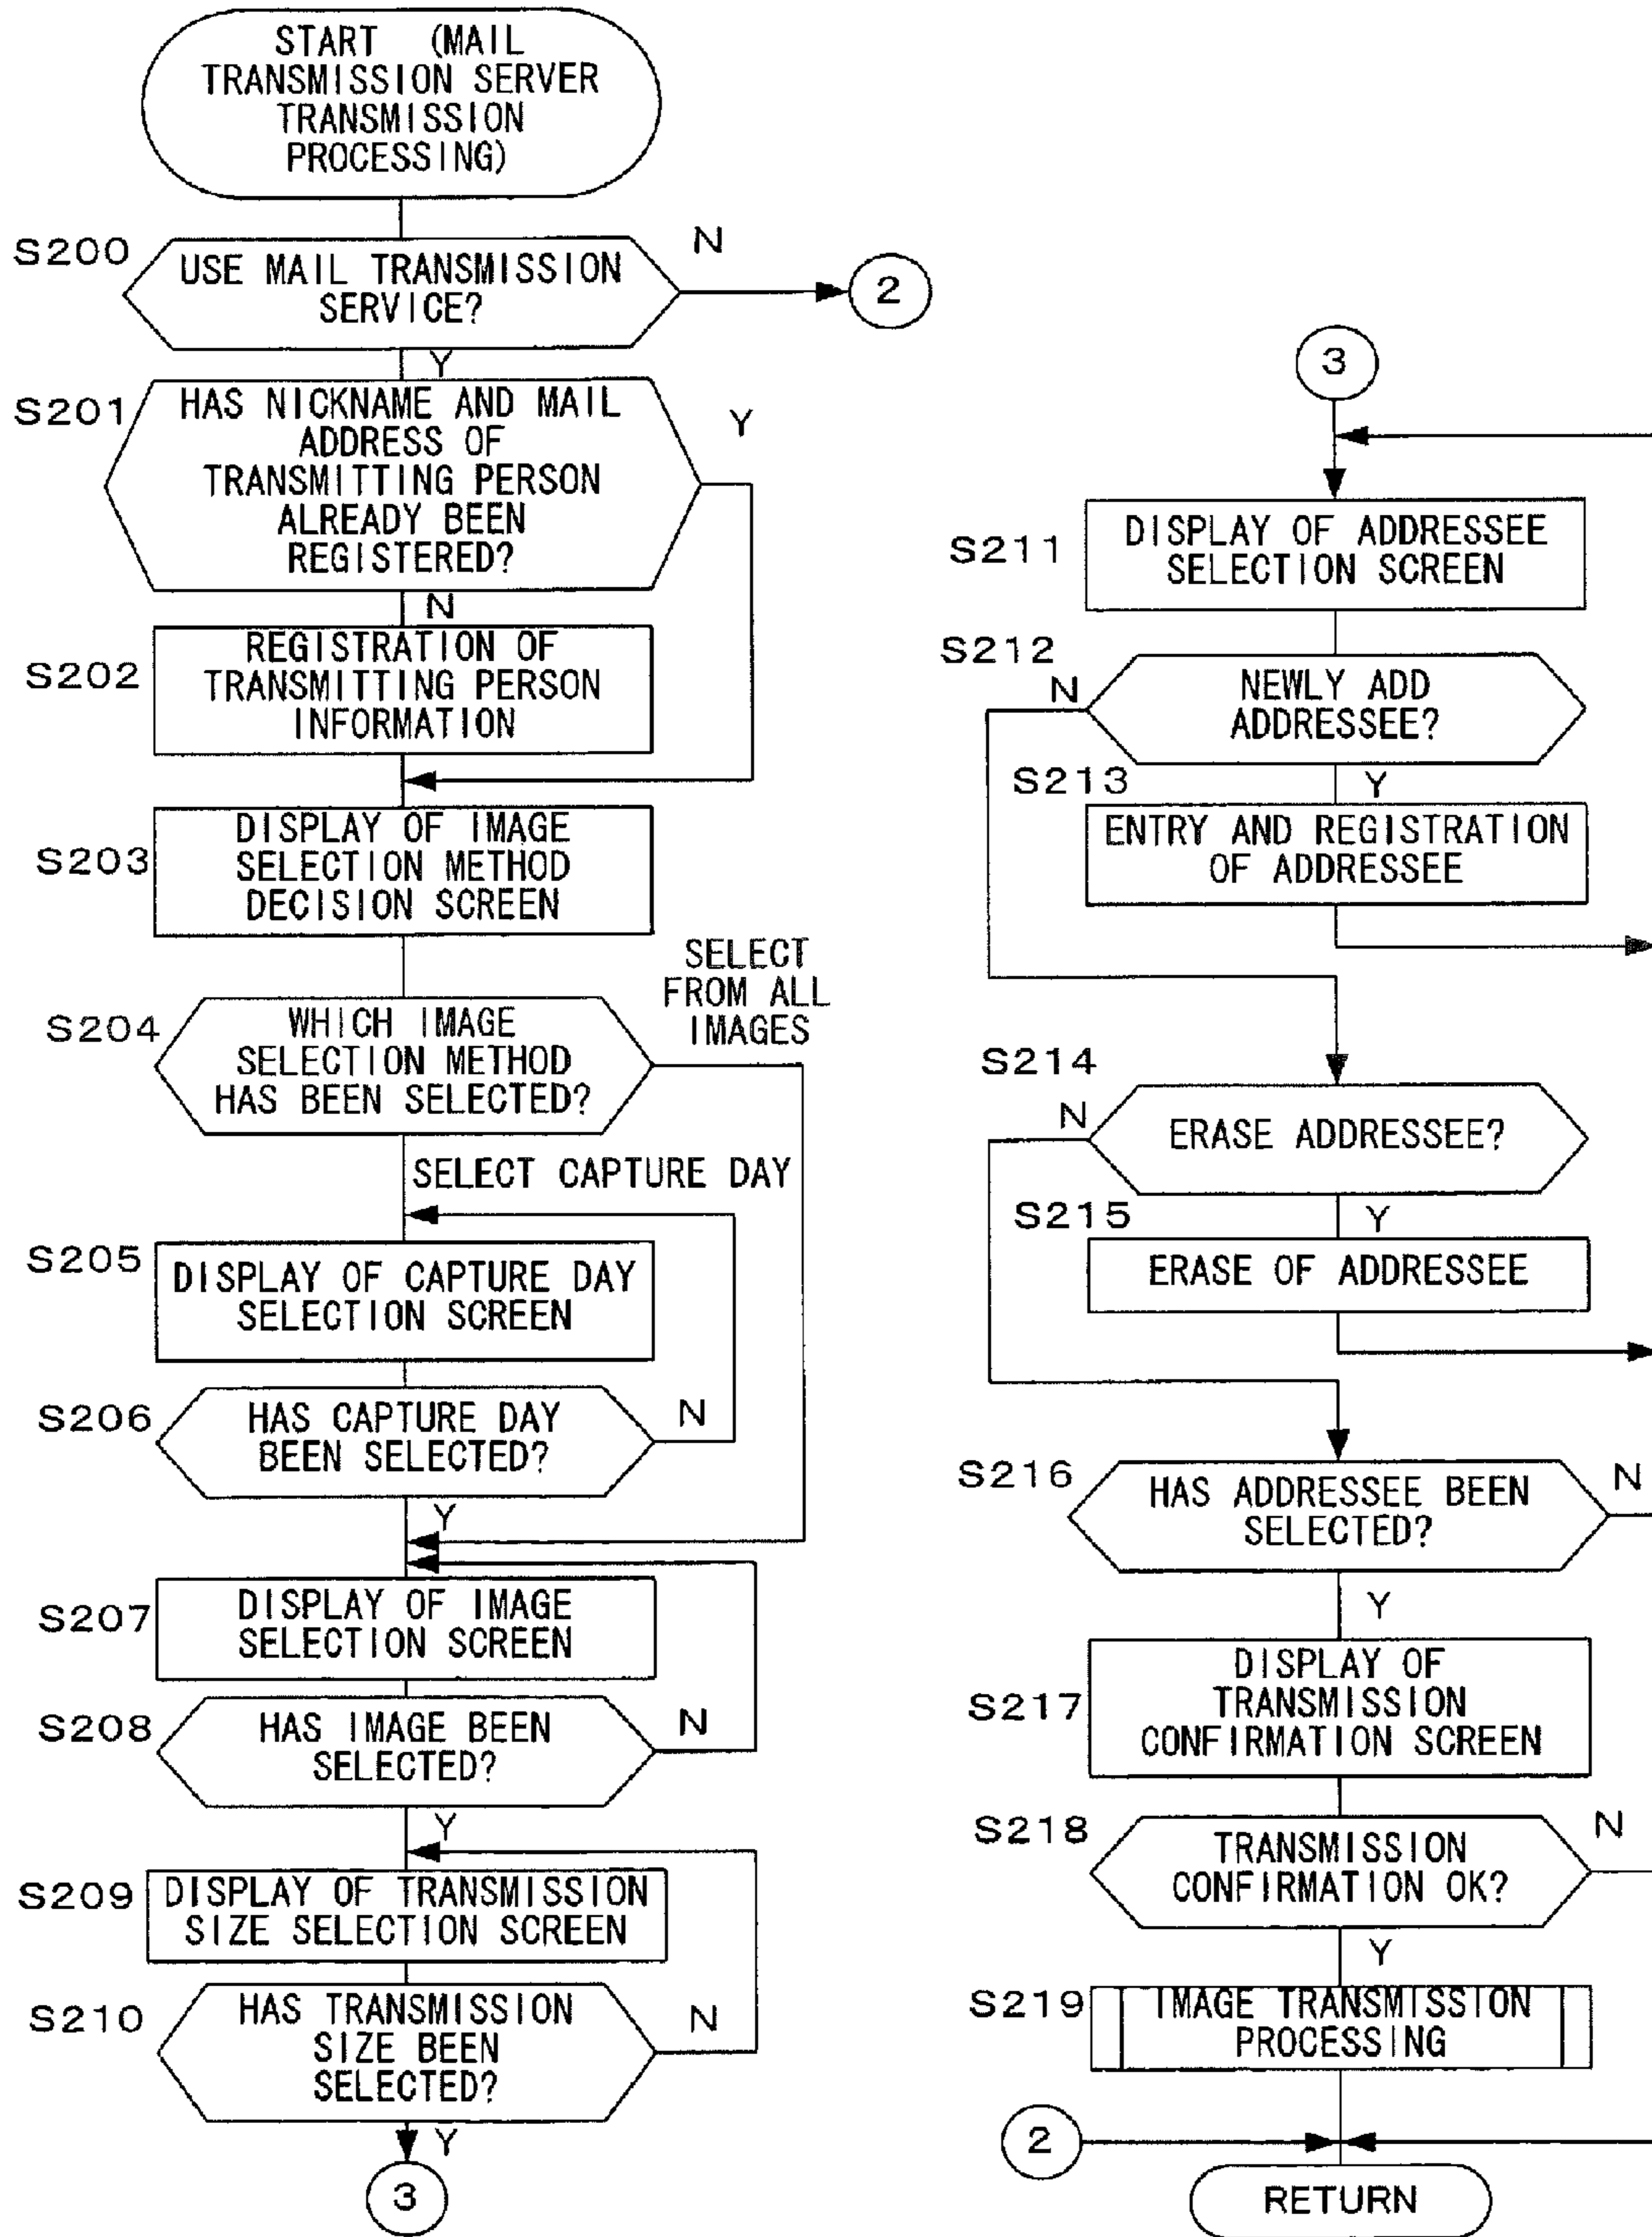 START (MAIL
TRANSMISSION SERVER
TRANSMISSION
PROCESSING)
S200
USE MAIL TRANSMISSION
SERVICE?
N
2
Y
S201
HAS NICKNAME AND MAIL
ADDRESS OF
TRANSMITTING PERSON
ALREADY BEEN
REGISTERED?
Y
N
S202
REGISTRATION OF
TRANSMITTING PERSON
INFORMATION
S203
DISPLAY OF IMAGE
SELECTION METHOD
DECISION SCREEN
S204
WHICH IMAGE
SELECTION METHOD
HAS BEEN SELECTED?
SELECT
FROM ALL
IMAGES
SELECT CAPTURE DAY
S205
DISPLAY OF CAPTURE DAY
SELECTION SCREEN
S206
HAS CAPTURE DAY
BEEN SELECTED?
N
Y
S207
DISPLAY OF IMAGE
SELECTION SCREEN
S208
HAS IMAGE BEEN
SELECTED?
N
Y
S209
DISPLAY OF TRANSMISSION
SIZE SELECTION SCREEN
S210
HAS TRANSMISSION
SIZE BEEN
SELECTED?
N
Y
3
3
S211
DISPLAY OF ADDRESSEE
SELECTION SCREEN
S212
N
NEWLY ADD
ADDRESSEE?
Y
S213
ENTRY AND REGISTRATION
OF ADDRESSEE
S214
N
ERASE ADDRESSEE?
Y
S215
ERASE OF ADDRESSEE
S216
HAS ADDRESSEE BEEN
SELECTED?
N
Y
S217
DISPLAY OF
TRANSMISSION
CONFIRMATION SCREEN
S218
TRANSMISSION
CONFIRMATION OK?
N
Y
S219
IMAGE TRANSMISSION
PROCESSING
2
RETURN